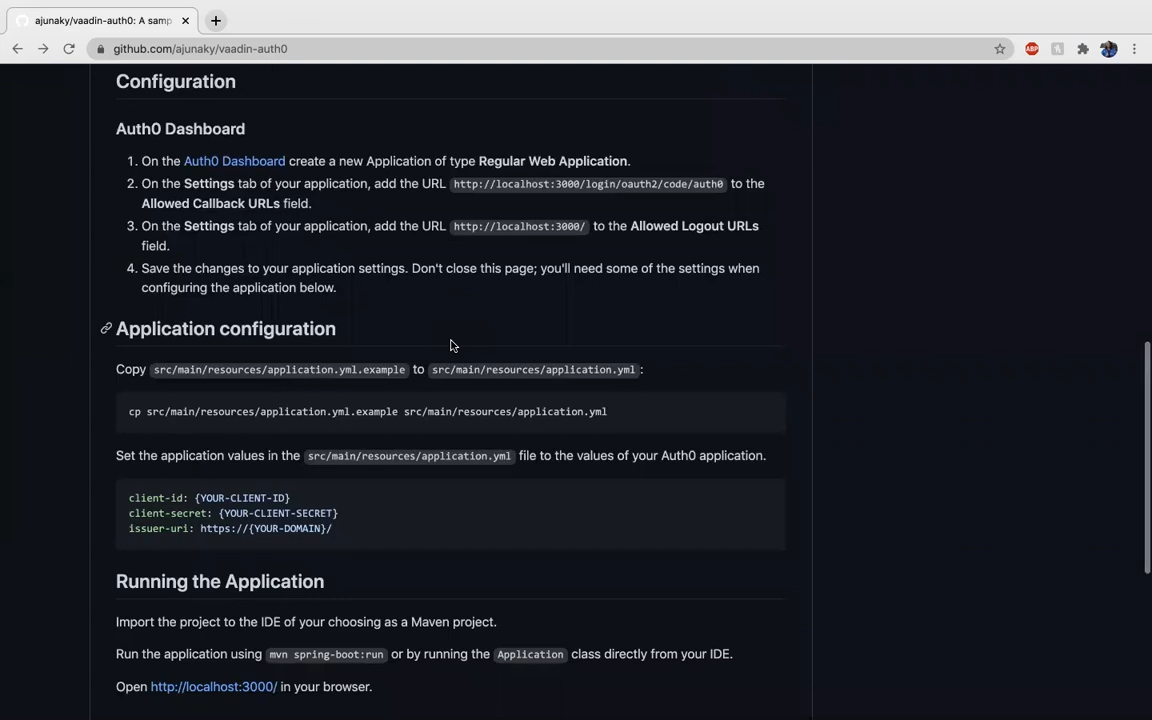 ajunaky/vaadin-auth0: A samp
github.com/ajunaky/vaadin-auth0
ABP
Configuration
Auth0 Dashboard
1. On the Auth0 Dashboard create a new Application of type Regular Web Application.
2. On the Settings tab of your application, add the URL http://localhost:3000/login/oauth2/code/auth0 to the
Allowed Callback URLs field.
3. On the Settings tab of your application, add the URL http://localhost:3000/ to the Allowed Logout URLs
field.
4. Save the changes to your application settings. Don't close this page; you'll need some of the settings when
configuring the application below.
Application configuration
Copy src/main/resources/application.yml.example to src/main/resources/application.yml:
cp src/main/resources/application.yml.example src/main/resources/application.yml
Set the application values in the src/main/resources/application.yml file to the values of your Auth0 application.
client-id: {YOUR-CLIENT-ID}
client-secret: {YOUR-CLIENT-SECRET}
issuer-uri: https://{YOUR-DOMAIN}/
Running the Application
Import the project to the IDE of your choosing as a Maven project.
Run the application using mvn spring-boot:run or by running the Application class directly from your IDE.
Open http://localhost:3000/ in your browser.